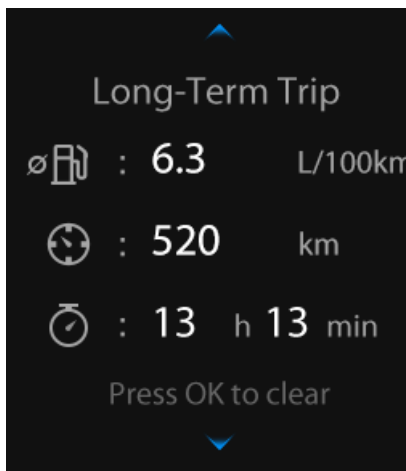 Long-Term Trip
ø : 6.3 L/100km
: 520 km
: 13 h 13 min
Press OK to clear